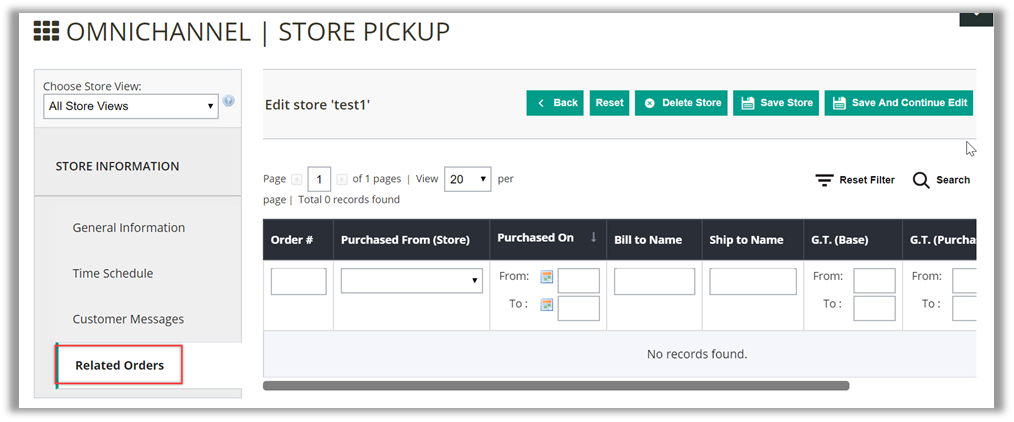 OMNICHANNEL | STORE PICKUP
Choose Store View:
All Store Views
STORE INFORMATION
General Information
Time Schedule
Customer Messages
Related Orders
Edit store 'test1'
Back Reset Delete Store Save Store Save And Continue Edit
Page 1 of 1 pages | View 20 per
page | Total 0 records found
Reset Filter Search
Order # Purchased From (Store) Purchased On ↓ Bill to Name Ship to Name G.T. (Base) G.T. (Purcha
From: From: From:
To : To : To :
No records found.